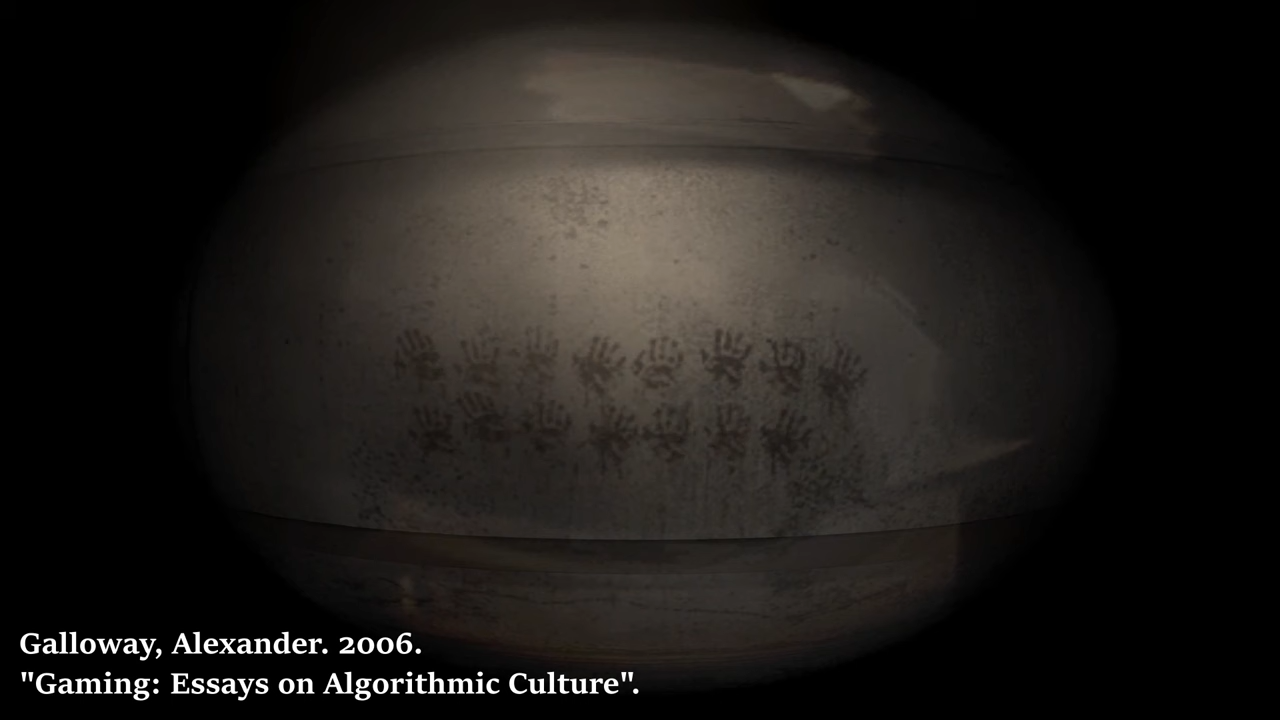 Galloway, Alexander. 2006.
"Gaming: Essays on Algorithmic Culture".